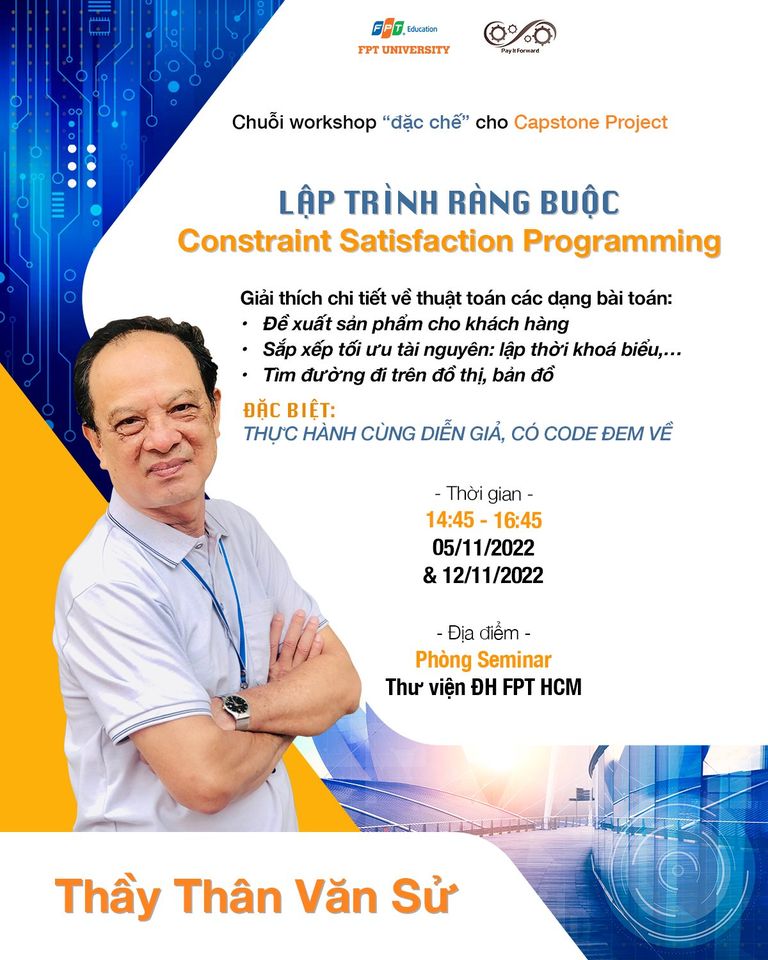 FPT Education
FPT UNIVERSITY
Pay It Forward
Chuỗi workshop “đặc chế” cho Capstone Project
LẬP TRÌNH RÀNG BUỘC
Constraint Satisfaction Programming
Giải thích chi tiết về thuật toán các dạng bài toán:
• Đề xuất sản phẩm cho khách hàng
• Sắp xếp tối ưu tài nguyên: lập thời khoá biểu,...
• Tìm đường đi trên đồ thị, bản đồ
ĐẶC BIỆT:
THỰC HÀNH CÙNG DIỄN GIẢ, CÓ CODE ĐEM VỀ
- Thời gian -
14:45 - 16:45
05/11/2022
& 12/11/2022
- Địa điểm -
Phòng Seminar
Thư viện ĐH FPT HCM
Thầy Thân Văn Sử